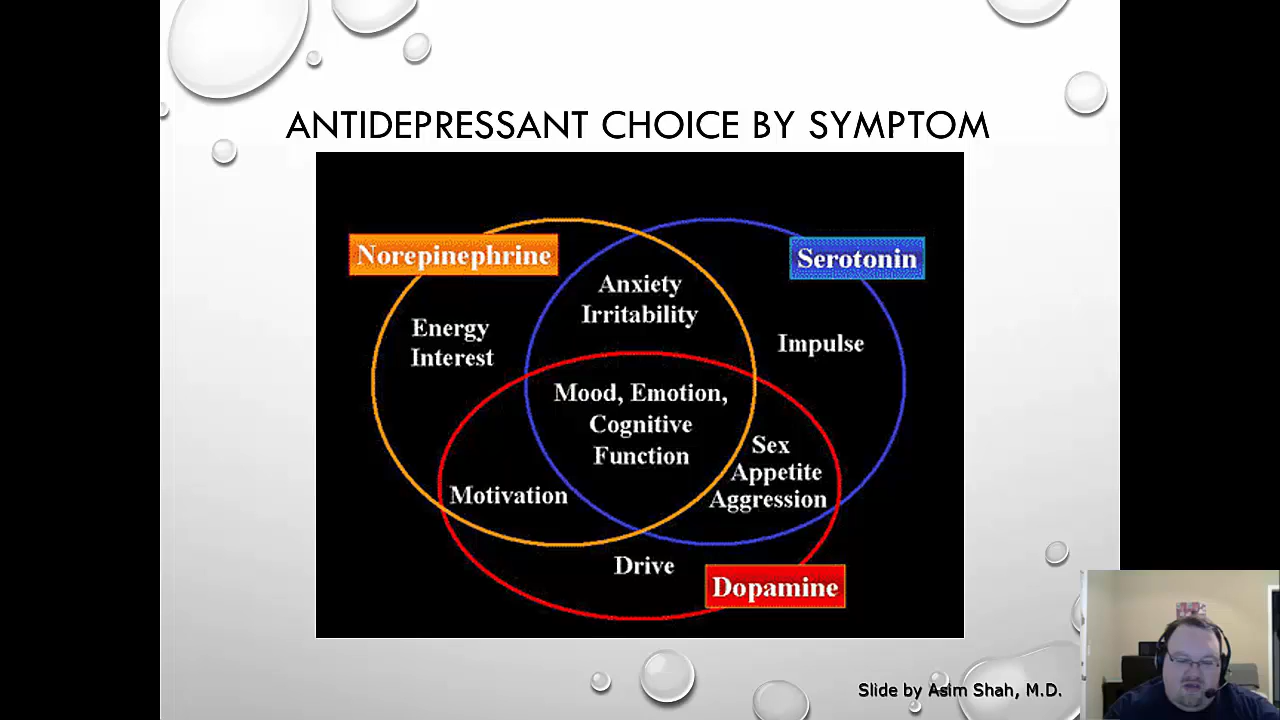 ANTIDEPRESSANT CHOICE BY SYMPTOM
Norepinephrine
Serotonin
Anxiety
Irritability
Energy
Interest
Impulse
Mood, Emotion,
Cognitive
Function
Sex
Appetite
Aggression
Motivation
Drive
Dopamine
Slide by Asim Shah, M.D.